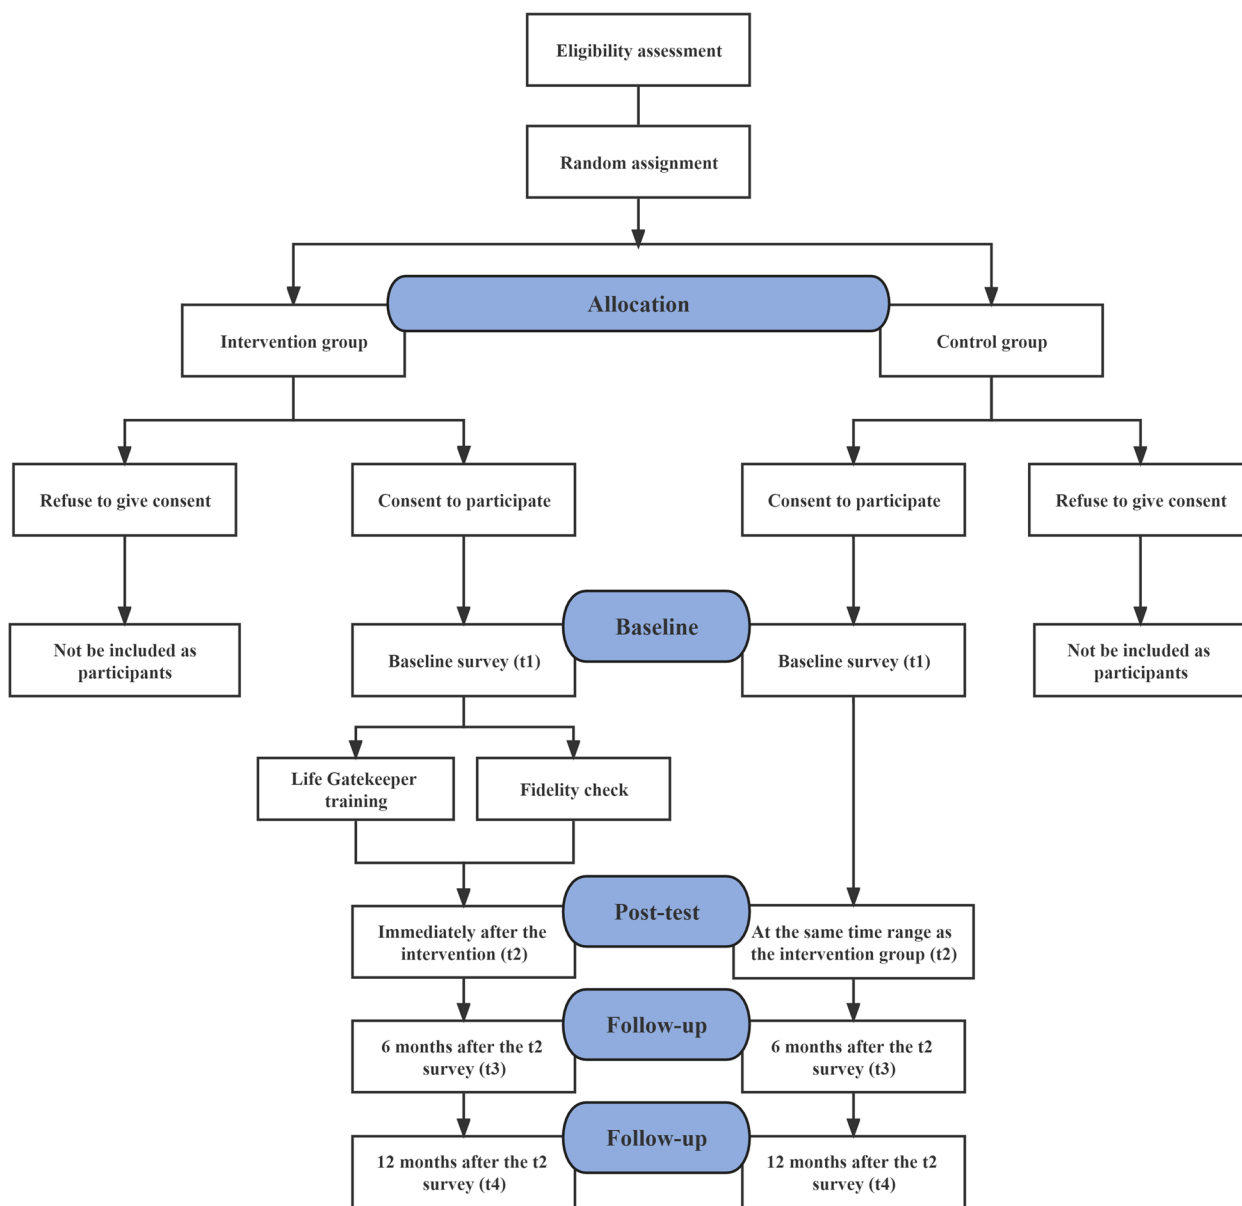 Eligibility assessment
Random assignment
Allocation
Intervention group
Control group
Refuse to give consent
Consent to participate
Consent to participate
Refuse to give consent
Baseline
Not be included as
participants
Baseline survey (t1)
Baseline survey (t1)
Not be included as
participants
Life Gatekeeper
training
Fidelity check
Post-test
Immediately after the
intervention (t2)
At the same time range as
the intervention group (t2)
Follow-up
6 months after the t2
survey (t3)
6 months after the t2
survey (t3)
Follow-up
12 months after the t2
survey (t4)
12 months after the t2
survey (t4)